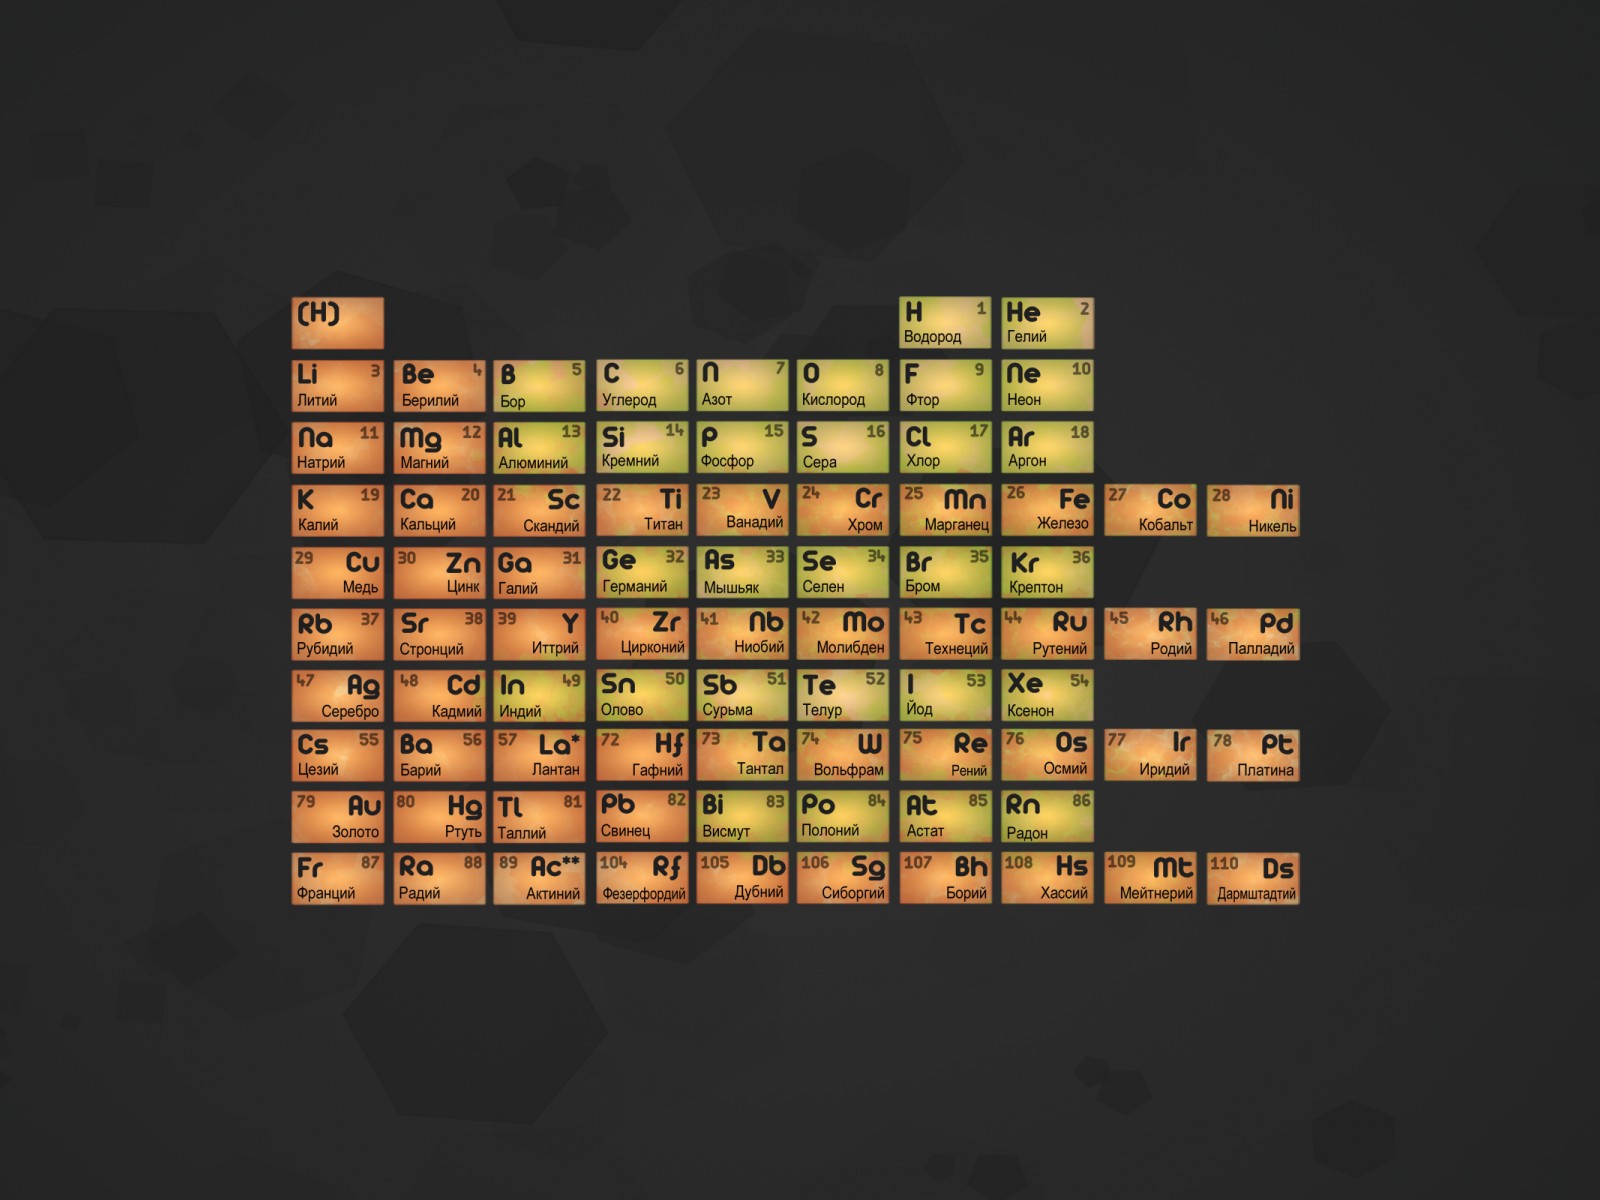 (H) H 1 He 2
Водород Гелий
Li 3 Be 4 B 5 C 6 N 7 O 8 F 9 Ne 10
Литий Берилий Бор Углерод Азот Кислород Фтор Неон
Na 11 Mg 12 Al 13 Si 14 P 15 S 16 Cl 17 Ar 18
Натрий Магний Алюминий Кремний Фосфор Сера Хлор Аргон
K 19 Ca 20 21 Sc 22 Ti 23 V 24 Cr 25 Mn 26 Fe 27 Co 28 Ni
Калий Кальций Скандий Титан Ванадий Хром Марганец Железо Кобальт Никель
29 Cu 30 Zn Ga 31 Ge 32 As 33 Se 34 Br 35 Kr 36
Медь Цинк Галий Германий Мышьяк Селен Бром Крептон
Rb 37 Sr 38 39 Y 40 Zr 41 Nb 42 Mo 43 Tc 44 Ru 45 Rh 46 Pd
Рубидий Стронций Иттрий Цирконий Ниобий Молибден Технеций Рутений Родий Палладий
47 Ag 48 Cd In 49 Sn 50 Sb 51 Te 52 I 53 Xe 54
Серебро Кадмий Индий Олово Сурьма Телур Йод Ксенон
Cs 55 Ba 56 57 La* 72 Hf 73 Ta 74 W 75 Re 76 Os 77 Ir 78 Pt
Цезий Барий Лантан Гафний Тантал Вольфрам Рений Осмий Иридий Платина
79 Au 80 Hg Tl 81 Pb 82 Bi 83 Po 84 At 85 Rn 86
Золото Ртуть Таллий Свинец Висмут Полоний Астат Радон
Fr 87 Ra 88 89 Ac** 104 Rf 105 Db 106 Sg 107 Bh 108 Hs 109 Mt 110 Ds
Франций Радий Актиний Фезерфордий Дубний Сиборгий Борий Хассий Мейтнерий Дармштадтий